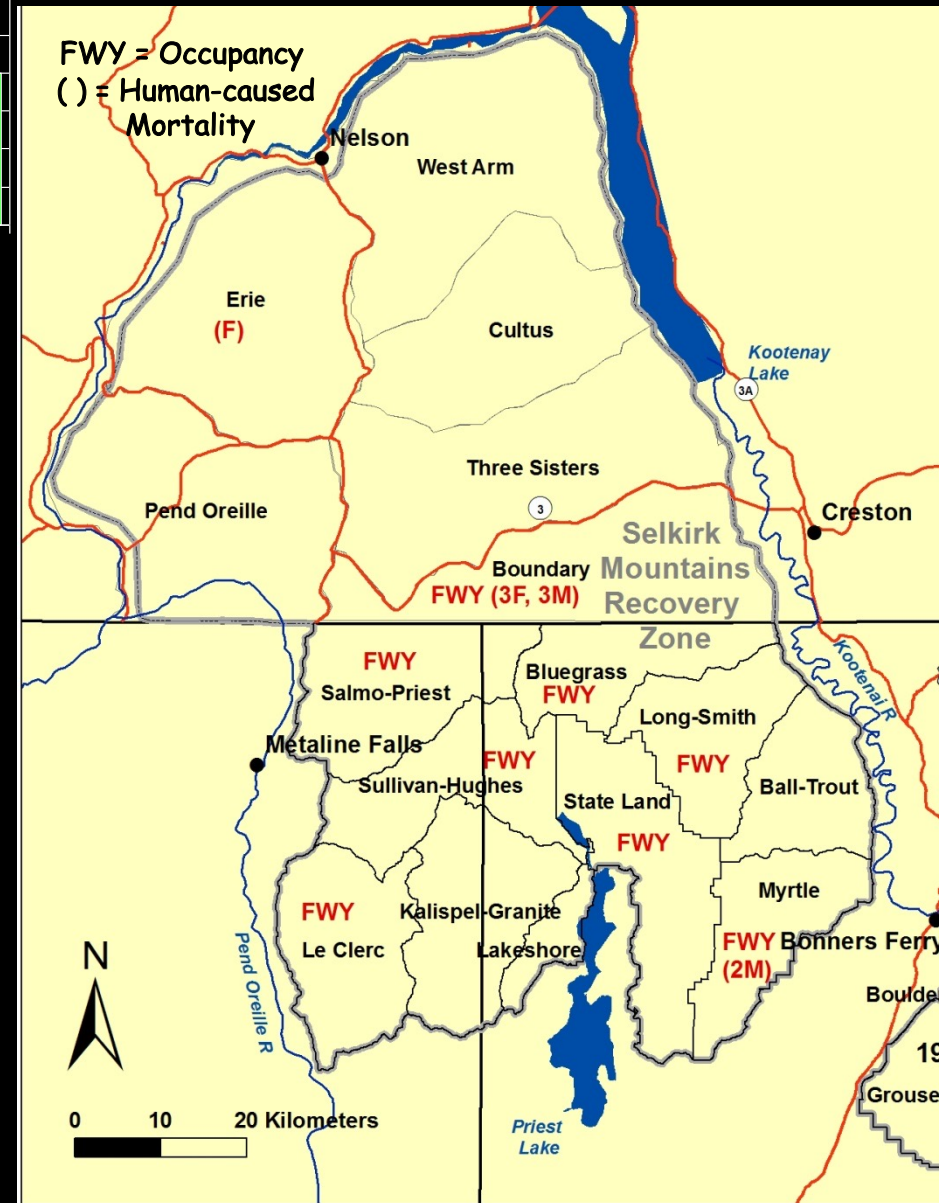 FWY = Occupancy
( ) = Human-caused
Mortality
Nelson
West Arm
Erie
(F)
Cultus
Kootenay
Lake
3A
Three Sisters
3
Pend Oreille
Creston
Selkirk
Mountains
Recovery
Zone
Boundary
FWY (3F, 3M)
FWY
Salmo-Priest
Bluegrass
FWY
Kootenai R
Long-Smith
Metaline Falls
FWY
FWY
Sullivan-Hughes
Ball-Trout
State Land
FWY
Myrtle
FWY
Le Clerc
Kalispel-Granite
Lakeshore
FWY
(2M)
Bonners Ferry
Pend Oreille R
N
Boulde
19
Grouse
0 10 20 Kilometers
Priest
Lake